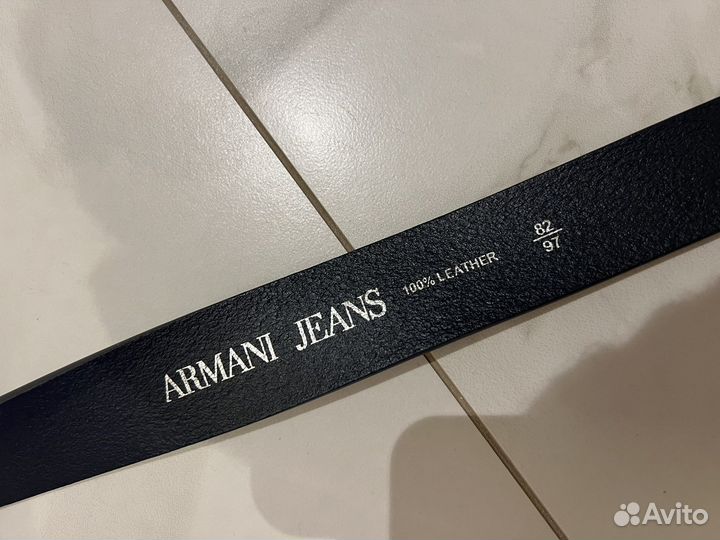 ARMANI JEANS 100% LEATHER
82
97
Avito